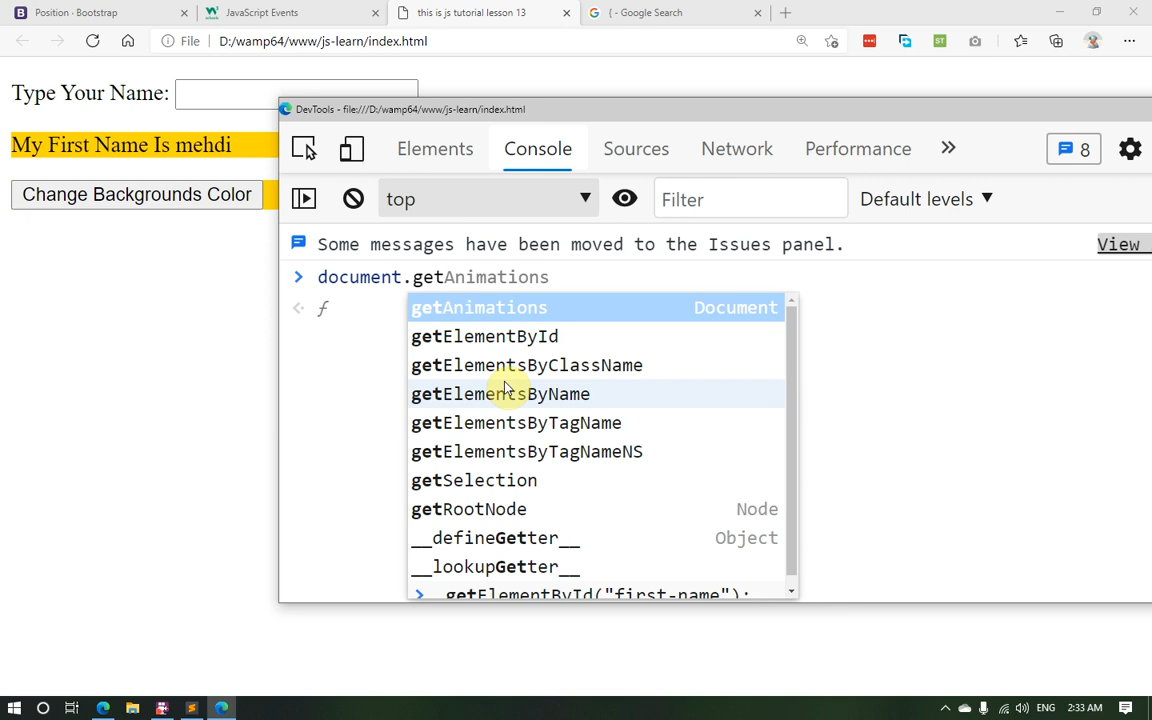 Position · Bootstrap
JavaScript Events
this is js tutorial lesson 13
{ - Google Search
File
D:/wamp64/www/js-learn/index.html
Type Your Name:
My First Name Is mehdi
Change Backgrounds Color
DevTools - file:///D:/wamp64/www/js-learn/index.html
Elements Console Sources Network Performance
8
top
Filter
Default levels ▼
Some messages have been moved to the Issues panel.
View
document.getAnimations
f
getAnimations Document
getElementById
getElementsByClassName
getElementsByName
getElementsByTagName
getElementsByTagNameNS
getSelection
getRootNode Node
__defineGetter__ Object
__lookupGetter__
getElementById("first-name");
ENG 2:33 AM